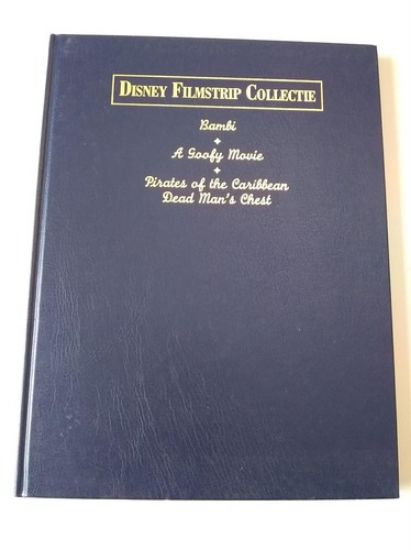 DISNEY FILMSTRIP COLLECTIE
Bambi
A Goofy Movie
Pirates of the Caribbean
Dead Man's Chest